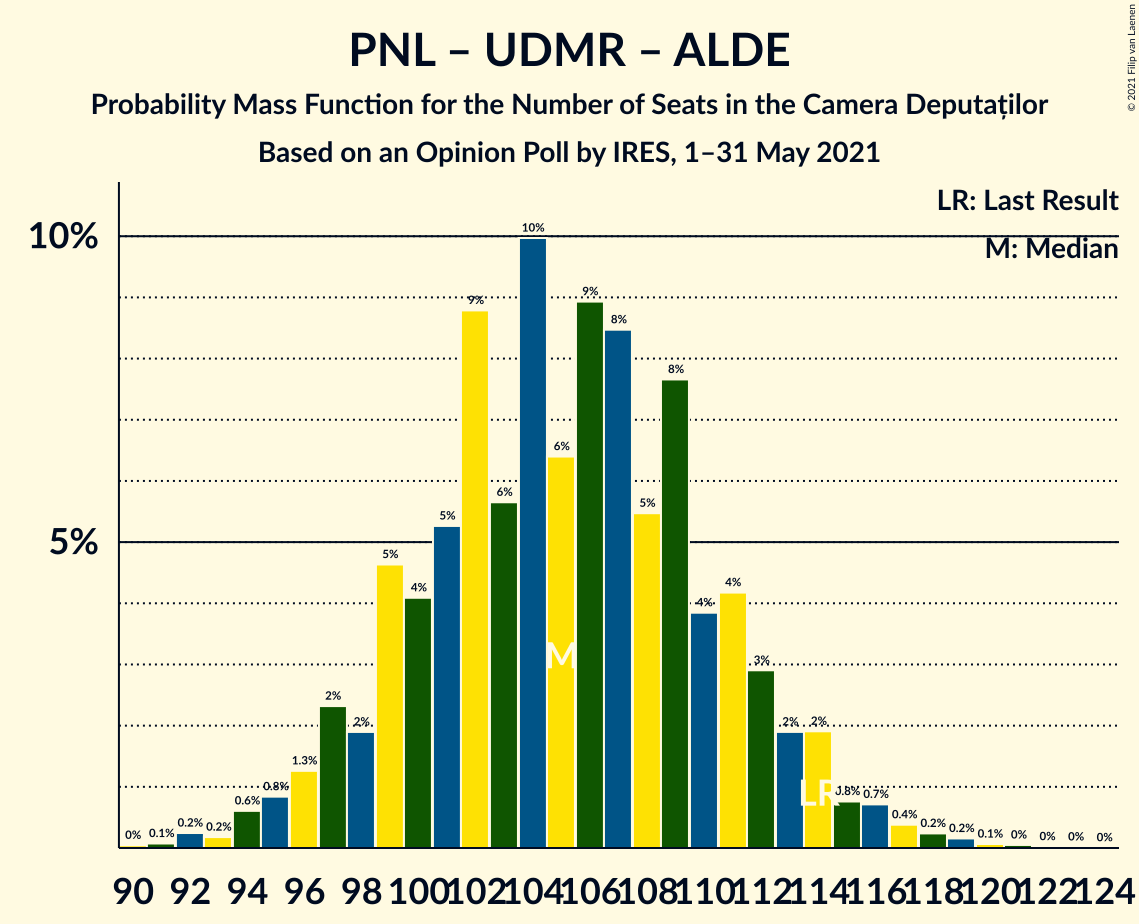 PNL – UDMR – ALDE
Probability Mass Function for the Number of Seats in the Camera Deputaților
Based on an Opinion Poll by IRES, 1–31 May 2021
© 2021 Filip van Laenen
LR: Last Result
M: Median
10%
5%
0% 0.1% 0.2% 0.2% 0.6% 0.8% 1.3% 2% 2% 5% 4% 5% 9% 6% 10% 6% 9% 8% 5% 8% 4% 4% 3% 2% 2% 0.8% 0.7% 0.4% 0.2% 0.2% 0.1% 0% 0% 0% 0%
M
LR
90 92 94 96 98 100 102 104 106 108 110 112 114 116 118 120 122 124